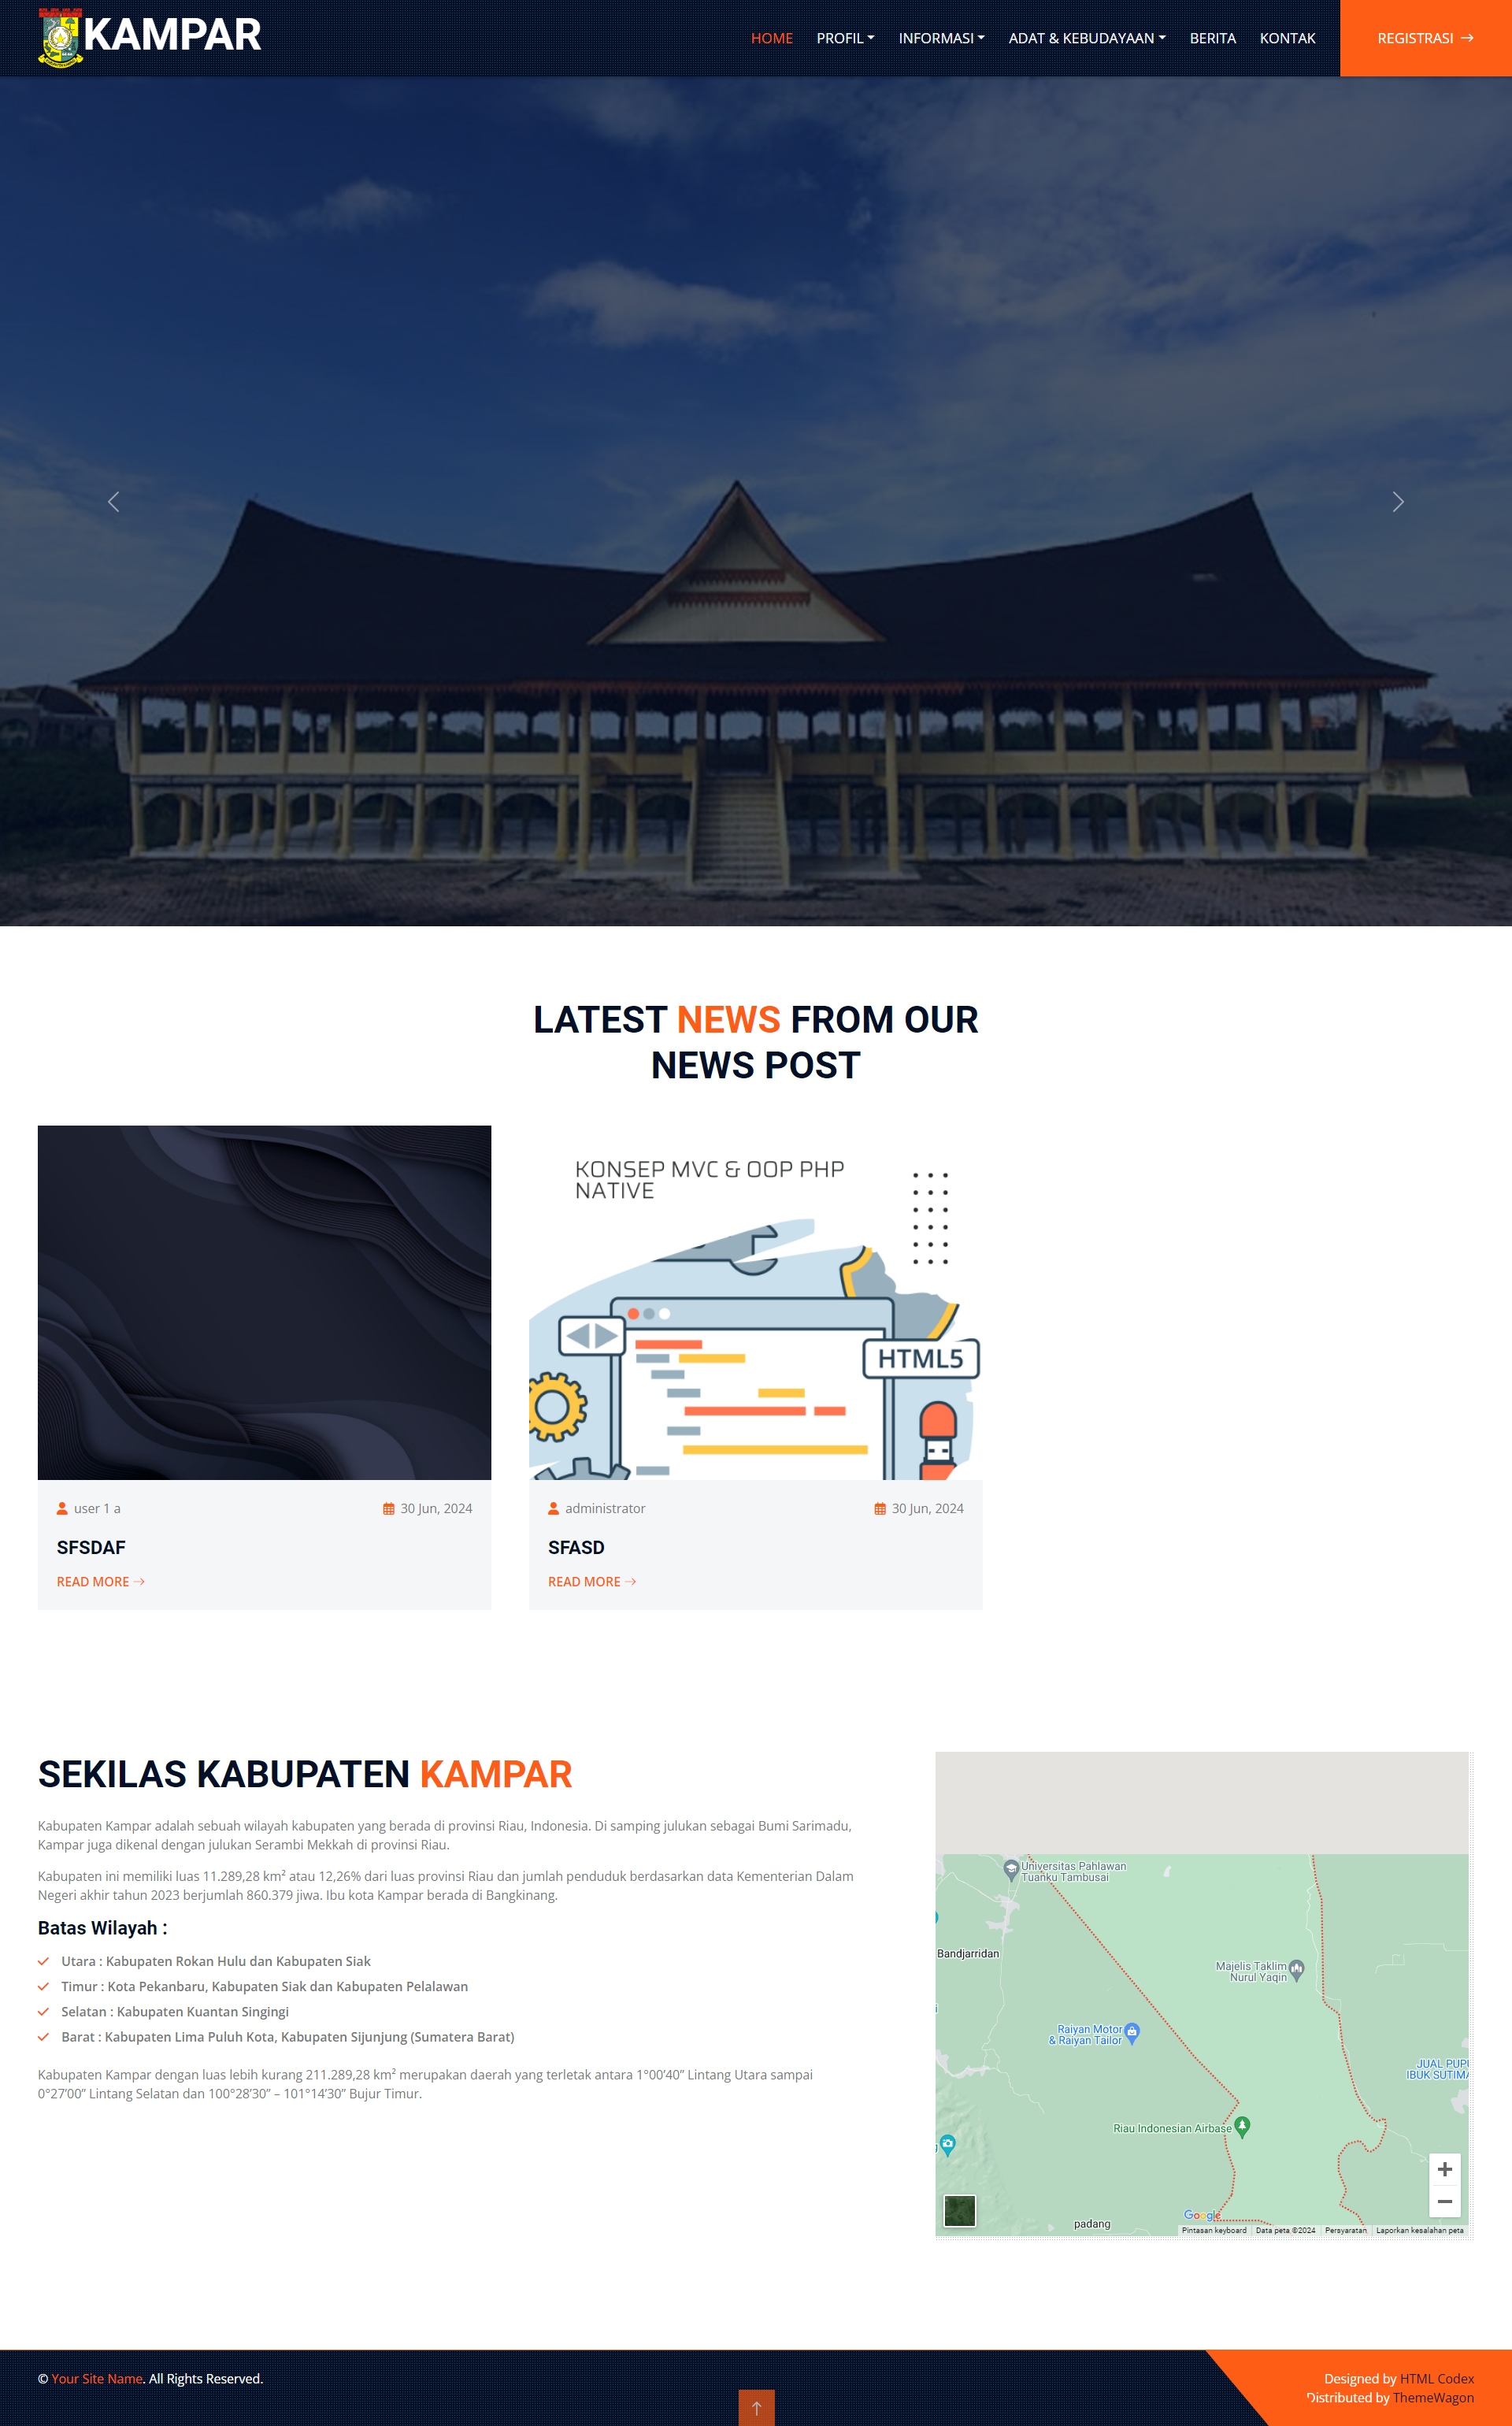 KAMPAR
HOME
PROFIL
INFORMASI
ADAT & KEBUDAYAAN
BERITA
KONTAK
REGISTRASI
LATEST NEWS FROM OUR
NEWS POST
KONSEP MVC & OOP PHP
NATIVE
HTML5
user 1 a
30 Jun, 2024
SFSDAF
READ MORE
administrator
30 Jun, 2024
SFASD
READ MORE
SEKILAS KABUPATEN KAMPAR
Kabupaten Kampar adalah sebuah wilayah kabupaten yang berada di provinsi Riau, Indonesia. Di samping julukan sebagai Bumi Sarimadu,
Kampar juga dikenal dengan julukan Serambi Mekkah di provinsi Riau.
Kabupaten ini memiliki luas 11.289,28 km² atau 12,26% dari luas provinsi Riau dan jumlah penduduk berdasarkan data Kementerian Dalam
Negeri akhir tahun 2023 berjumlah 860.379 jiwa. Ibu kota Kampar berada di Bangkinang.
Batas Wilayah :
Utara : Kabupaten Rokan Hulu dan Kabupaten Siak
Timur : Kota Pekanbaru, Kabupaten Siak dan Kabupaten Pelalawan
Selatan : Kabupaten Kuantan Singingi
Barat : Kabupaten Lima Puluh Kota, Kabupaten Sijunjung (Sumatera Barat)
Kabupaten Kampar dengan luas lebih kurang 211.289,28 km² merupakan daerah yang terletak antara 1°00’40” Lintang Utara sampai
0°27’00” Lintang Selatan dan 100°28’30” – 101°14’30” Bujur Timur.
Universitas Pahlawan
Tuanku Tambusai
Bandjarridan
Majelis Taklim
Nurul Yaqin
Raiyan Motor
& Raiyan Tailor
JUAL PUPU
IBUK SUTIMA
Riau Indonesian Airbase
padang
Google
Pintasan keyboard
Data peta ©2024
Persyaratan
Laporkan kesalahan peta
© Your Site Name. All Rights Reserved.
Designed by HTML Codex
Distributed by ThemeWagon